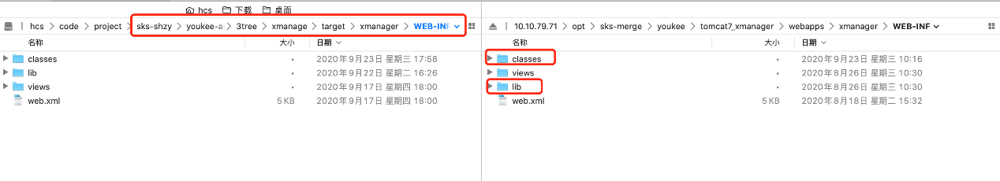 hcs 下载 桌面
hcs > code > project > sks-shzy > youkee-a > 3tree > xmanage > target > xmanager > WEB-INF
10.10.79.71 > opt > sks-merge > youkee > tomcat7_xmanager > webapps > xmanager > WEB-INF
名称 大小 日期
名称 大小 日期
classes • 2020年9月23日 星期三 17:58
classes • 2020年9月23日 星期三 10:16
lib • 2020年9月22日 星期二 16:26
views • 2020年8月26日 星期三 10:30
views • 2020年9月17日 星期四 18:00
lib • 2020年8月26日 星期三 10:30
web.xml 5 KB 2020年9月17日 星期四 18:00
web.xml 5 KB 2020年8月18日 星期二 15:32